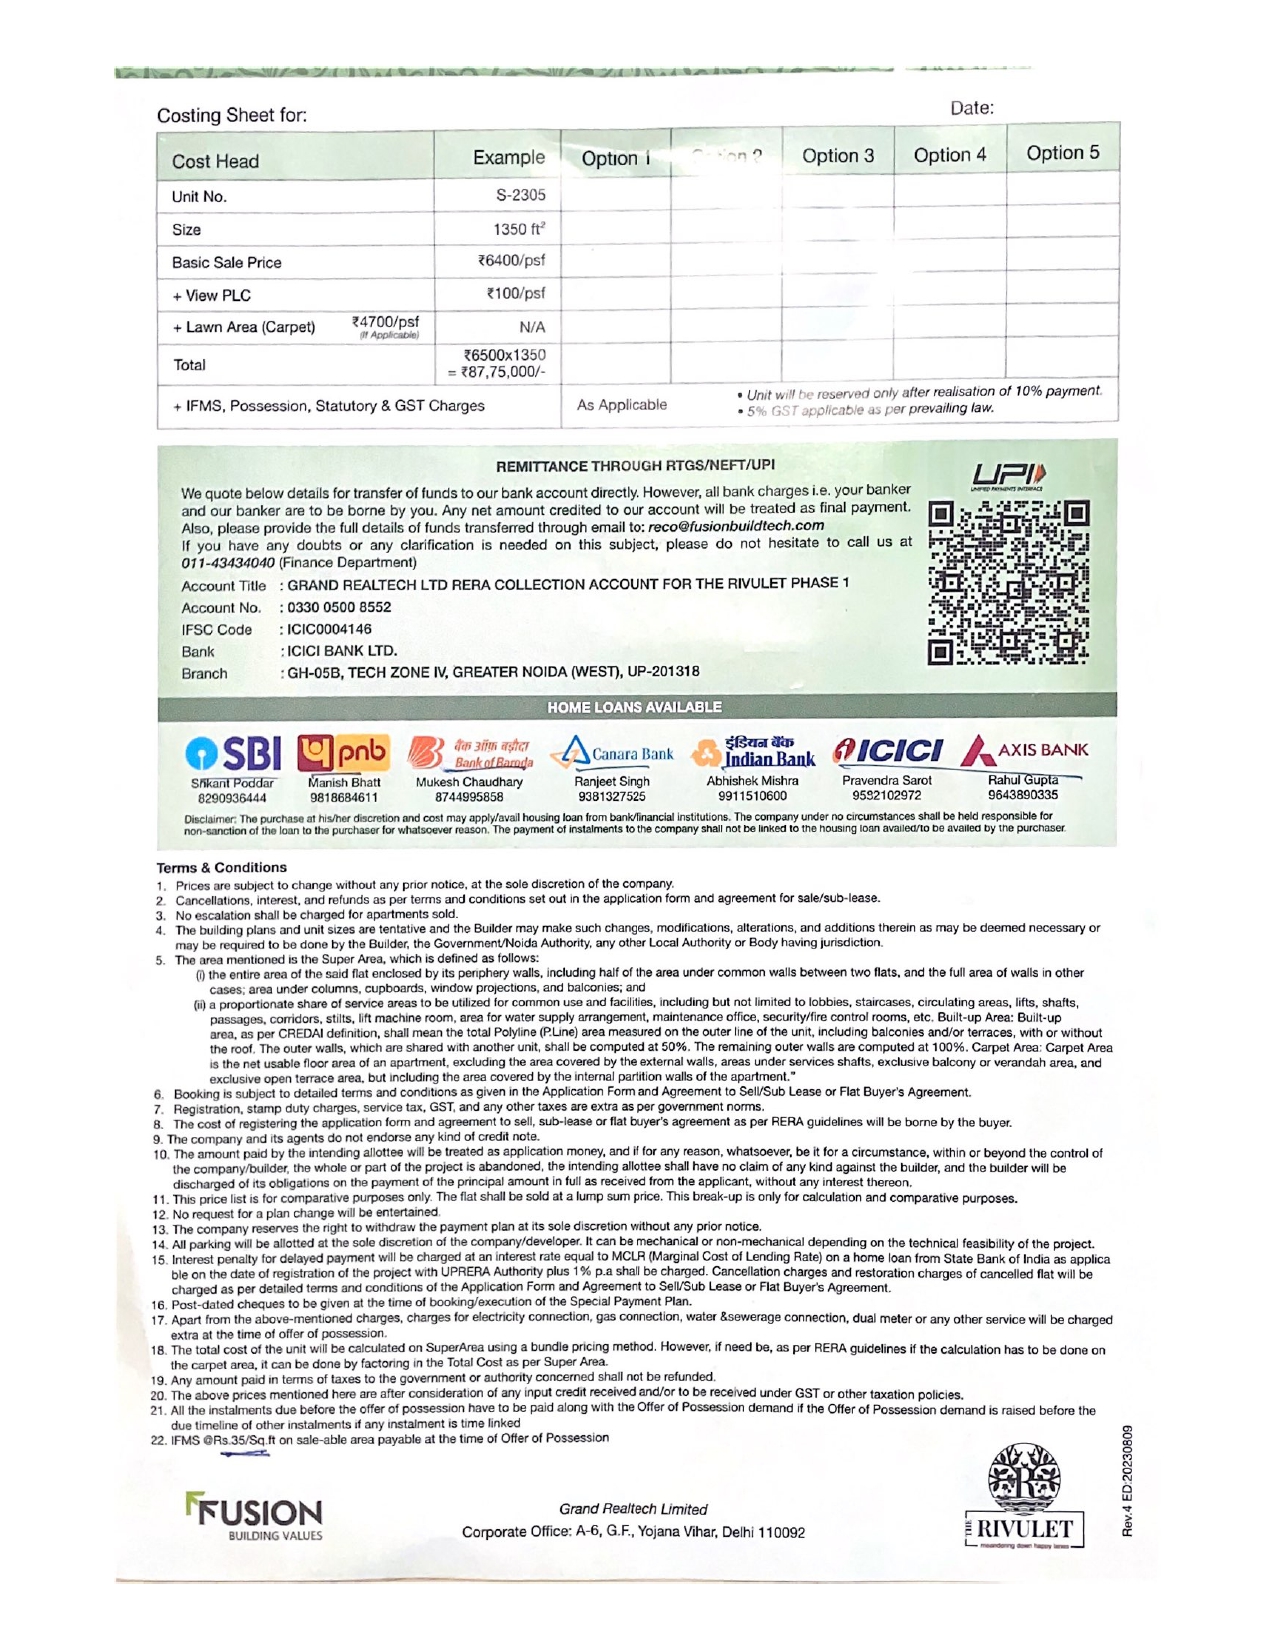 Costing Sheet for:
Date:
Cost Head Example Option 1 Option 2 Option 3 Option 4 Option 5
Unit No. S-2305
Size 1350 ft²
Basic Sale Price ₹6400/psf
+ View PLC ₹100/psf
+ Lawn Area (Carpet) ₹4700/psf (If Applicable) N/A
Total ₹6500x1350
= ₹87,75,000/-
+ IFMS, Possession, Statutory & GST Charges As Applicable
• Unit will be reserved only after realisation of 10% payment.
• 5% GST applicable as per prevailing law.
REMITTANCE THROUGH RTGS/NEFT/UPI
UPI
UNIFIED PAYMENTS INTERFACE
We quote below details for transfer of funds to our bank account directly. However, all bank charges i.e. your banker
and our banker are to be borne by you. Any net amount credited to our account will be treated as final payment.
Also, please provide the full details of funds transferred through email to: reco@fusionbuildtech.com
If you have any doubts or any clarification is needed on this subject, please do not hesitate to call us at
011-43434040 (Finance Department)
Account Title : GRAND REALTECH LTD RERA COLLECTION ACCOUNT FOR THE RIVULET PHASE 1
Account No. : 0330 0500 8552
IFSC Code : ICIC0004146
Bank : ICICI BANK LTD.
Branch : GH-05B, TECH ZONE IV, GREATER NOIDA (WEST), UP-201318
HOME LOANS AVAILABLE
SBI
Srikant Poddar
8290936444
pnb
Manish Bhatt
9818684611
बैंक ऑफ़ बड़ौदा
Bank of Baroda
Mukesh Chaudhary
8744995858
Canara Bank
Ranjeet Singh
9381327525
इंडियन बैंक
Indian Bank
Abhishek Mishra
9911510600
ICICI
Pravendra Sarot
9592102972
AXIS BANK
Rahul Gupta
9643890335
Disclaimer: The purchase at his/her discretion and cost may apply/avail housing loan from bank/financial institutions. The company under no circumstances shall be held responsible for
non-sanction of the loan to the purchaser for whatsoever reason. The payment of instalments to the company shall not be linked to the housing loan availed/to be availed by the purchaser.
Terms & Conditions
1. Prices are subject to change without any prior notice, at the sole discretion of the company.
2. Cancellations, interest, and refunds as per terms and conditions set out in the application form and agreement for sale/sub-lease.
3. No escalation shall be charged for apartments sold.
4. The building plans and unit sizes are tentative and the Builder may make such changes, modifications, alterations, and additions therein as may be deemed necessary or
may be required to be done by the Builder, the Government/Noida Authority, any other Local Authority or Body having jurisdiction.
5. The area mentioned is the Super Area, which is defined as follows:
(i) the entire area of the said flat enclosed by its periphery walls, including half of the area under common walls between two flats, and the full area of walls in other
cases; area under columns, cupboards, window projections, and balconies; and
(ii) a proportionate share of service areas to be utilized for common use and facilities, including but not limited to lobbies, staircases, circulating areas, lifts, shafts,
passages, corridors, stilts, lift machine room, area for water supply arrangement, maintenance office, security/fire control rooms, etc. Built-up Area: Built-up
area, as per CREDAI definition, shall mean the total Polyline (P.Line) area measured on the outer line of the unit, including balconies and/or terraces, with or without
the roof. The outer walls, which are shared with another unit, shall be computed at 50%. The remaining outer walls are computed at 100%. Carpet Area: Carpet Area
is the net usable floor area of an apartment, excluding the area covered by the external walls, areas under services shafts, exclusive balcony or verandah area, and
exclusive open terrace area, but including the area covered by the internal partition walls of the apartment."
6. Booking is subject to detailed terms and conditions as given in the Application Form and Agreement to Sell/Sub Lease or Flat Buyer's Agreement.
7. Registration, stamp duty charges, service tax, GST, and any other taxes are extra as per government norms.
8. The cost of registering the application form and agreement to sell, sub-lease or flat buyer's agreement as per RERA guidelines will be borne by the buyer.
9. The company and its agents do not endorse any kind of credit note.
10. The amount paid by the intending allottee will be treated as application money, and if for any reason, whatsoever, be it for a circumstance, within or beyond the control of
the company/builder, the whole or part of the project is abandoned, the intending allottee shall have no claim of any kind against the builder, and the builder will be
discharged of its obligations on the payment of the principal amount in full as received from the applicant, without any interest thereon.
11. This price list is for comparative purposes only. The flat shall be sold at a lump sum price. This break-up is only for calculation and comparative purposes.
12. No request for a plan change will be entertained.
13. The company reserves the right to withdraw the payment plan at its sole discretion without any prior notice.
14. All parking will be allotted at the sole discretion of the company/developer. It can be mechanical or non-mechanical depending on the technical feasibility of the project.
15. Interest penalty for delayed payment will be charged at an interest rate equal to MCLR (Marginal Cost of Lending Rate) on a home loan from State Bank of India as applica
ble on the date of registration of the project with UPRERA Authority plus 1% p.a shall be charged. Cancellation charges and restoration charges of cancelled flat will be
charged as per detailed terms and conditions of the Application Form and Agreement to Sell/Sub Lease or Flat Buyer's Agreement.
16. Post-dated cheques to be given at the time of booking/execution of the Special Payment Plan.
17. Apart from the above-mentioned charges, charges for electricity connection, gas connection, water &sewerage connection, dual meter or any other service will be charged
extra at the time of offer of possession.
18. The total cost of the unit will be calculated on SuperArea using a bundle pricing method. However, if need be, as per RERA guidelines if the calculation has to be done on
the carpet area, it can be done by factoring in the Total Cost as per Super Area.
19. Any amount paid in terms of taxes to the government or authority concerned shall not be refunded.
20. The above prices mentioned here are after consideration of any input credit received and/or to be received under GST or other taxation policies.
21. All the instalments due before the offer of possession have to be paid along with the Offer of Possession demand if the Offer of Possession demand is raised before the
due timeline of other instalments if any instalment is time linked
22. IFMS @Rs.35/Sq.ft on sale-able area payable at the time of Offer of Possession
FUSION
BUILDING VALUES
Grand Realtech Limited
Corporate Office: A-6, G.F., Yojana Vihar, Delhi 110092
THE RIVULET
meandering down happy lanes
Rev.4 ED:20230809